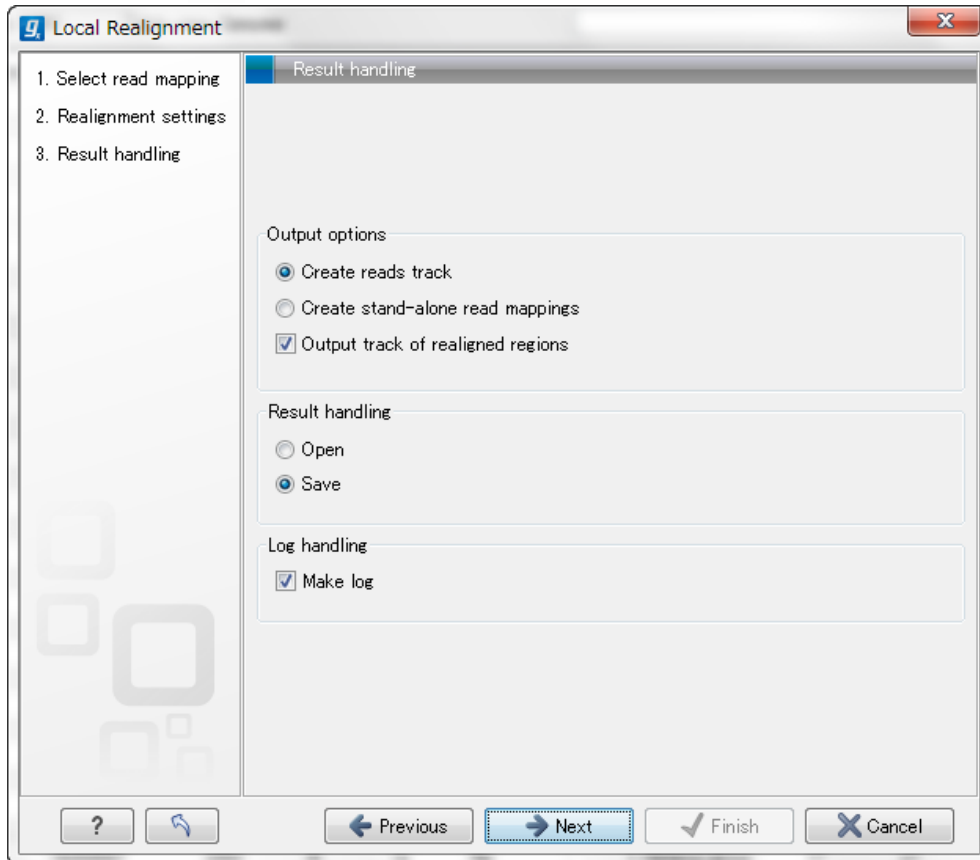 Local Realignment
1. Select read mapping
2. Realignment settings
3. Result handling
Result handling
Output options
Create reads track
Create stand-alone read mappings
Output track of realigned regions
Result handling
Open
Save
Log handling
Make log
?
Previous
Next
Finish
Cancel